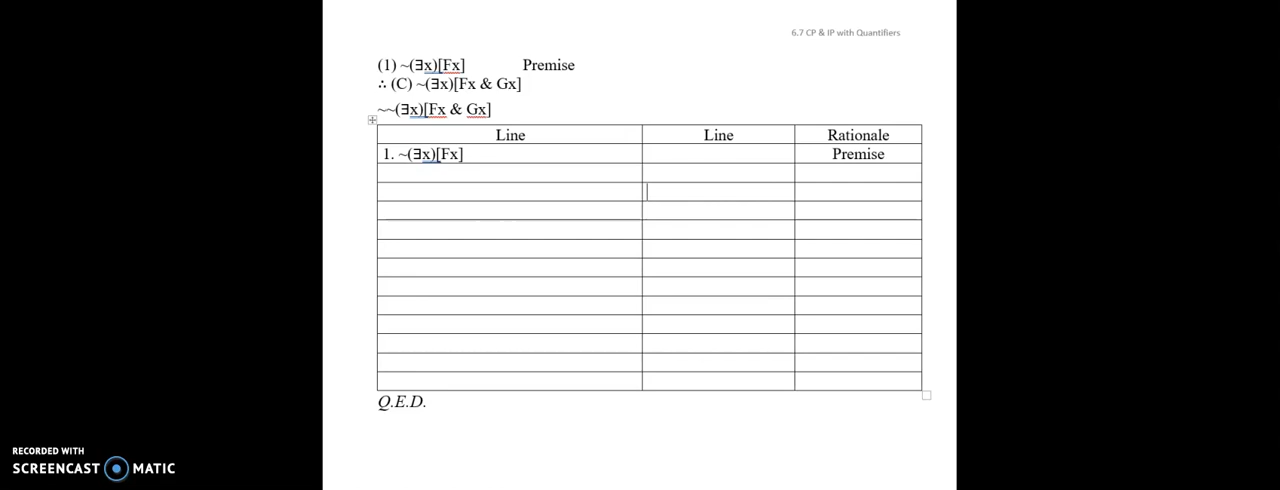 6.7 CP & IP with Quantifiers
(1) ~(∃x)[Fx] Premise
∴ (C) ~(∃x)[Fx & Gx]
~~(∃x)[Fx & Gx]
Line Line Rationale
1. ~(∃x)[Fx] Premise
Q.E.D.
RECORDED WITH
SCREENCAST MATIC